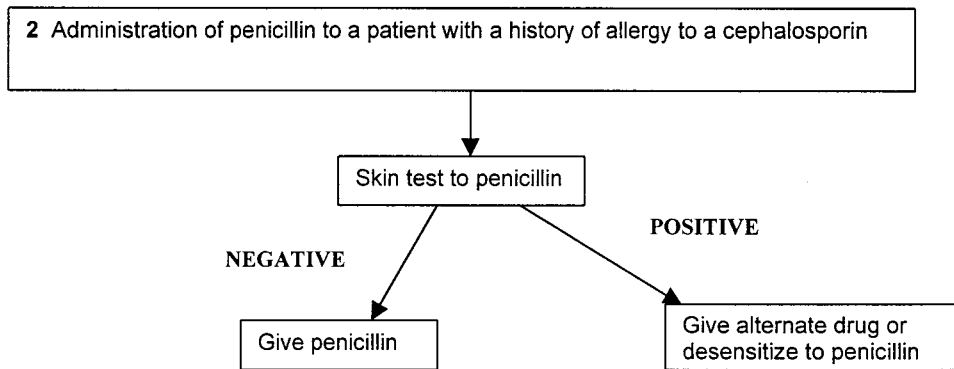 2 Administration of penicillin to a patient with a history of allergy to a cephalosporin
Skin test to penicillin
NEGATIVE
POSITIVE
Give penicillin
Give alternate drug or
desensitize to penicillin